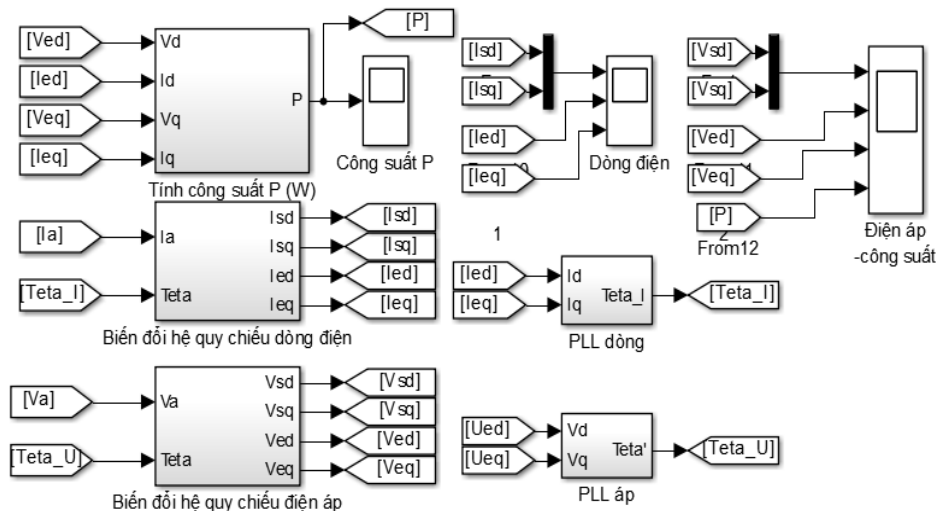 [Ved]
[Ied]
[Veq]
[Ieq]
Vd
Id
Vq
Iq
P
Tính công suất P (W)
[P]
Công suất P
[Isd]
[Isq]
[Ied]
[Ieq]
Dòng điện
1
[Vsd]
[Vsq]
[Ved]
[Veq]
[P]
2
From12
Điện áp
-công suất
[Ia]
[Teta_I]
Ia
Teta
Isd
Isq
Ied
Ieq
[Isd]
[Isq]
[Ied]
[Ieq]
Biến đổi hệ quy chiếu dòng điện
[Ied]
[Ieq]
Id
Iq
Teta_I
[Teta_I]
PLL dòng
[Va]
[Teta_U]
Va
Teta
Vsd
Vsq
Ved
Veq
[Vsd]
[Vsq]
[Ved]
[Veq]
Biến đổi hệ quy chiếu điện áp
[Ued]
[Ueq]
Vd
Vq
Teta'
[Teta_U]
PLL áp